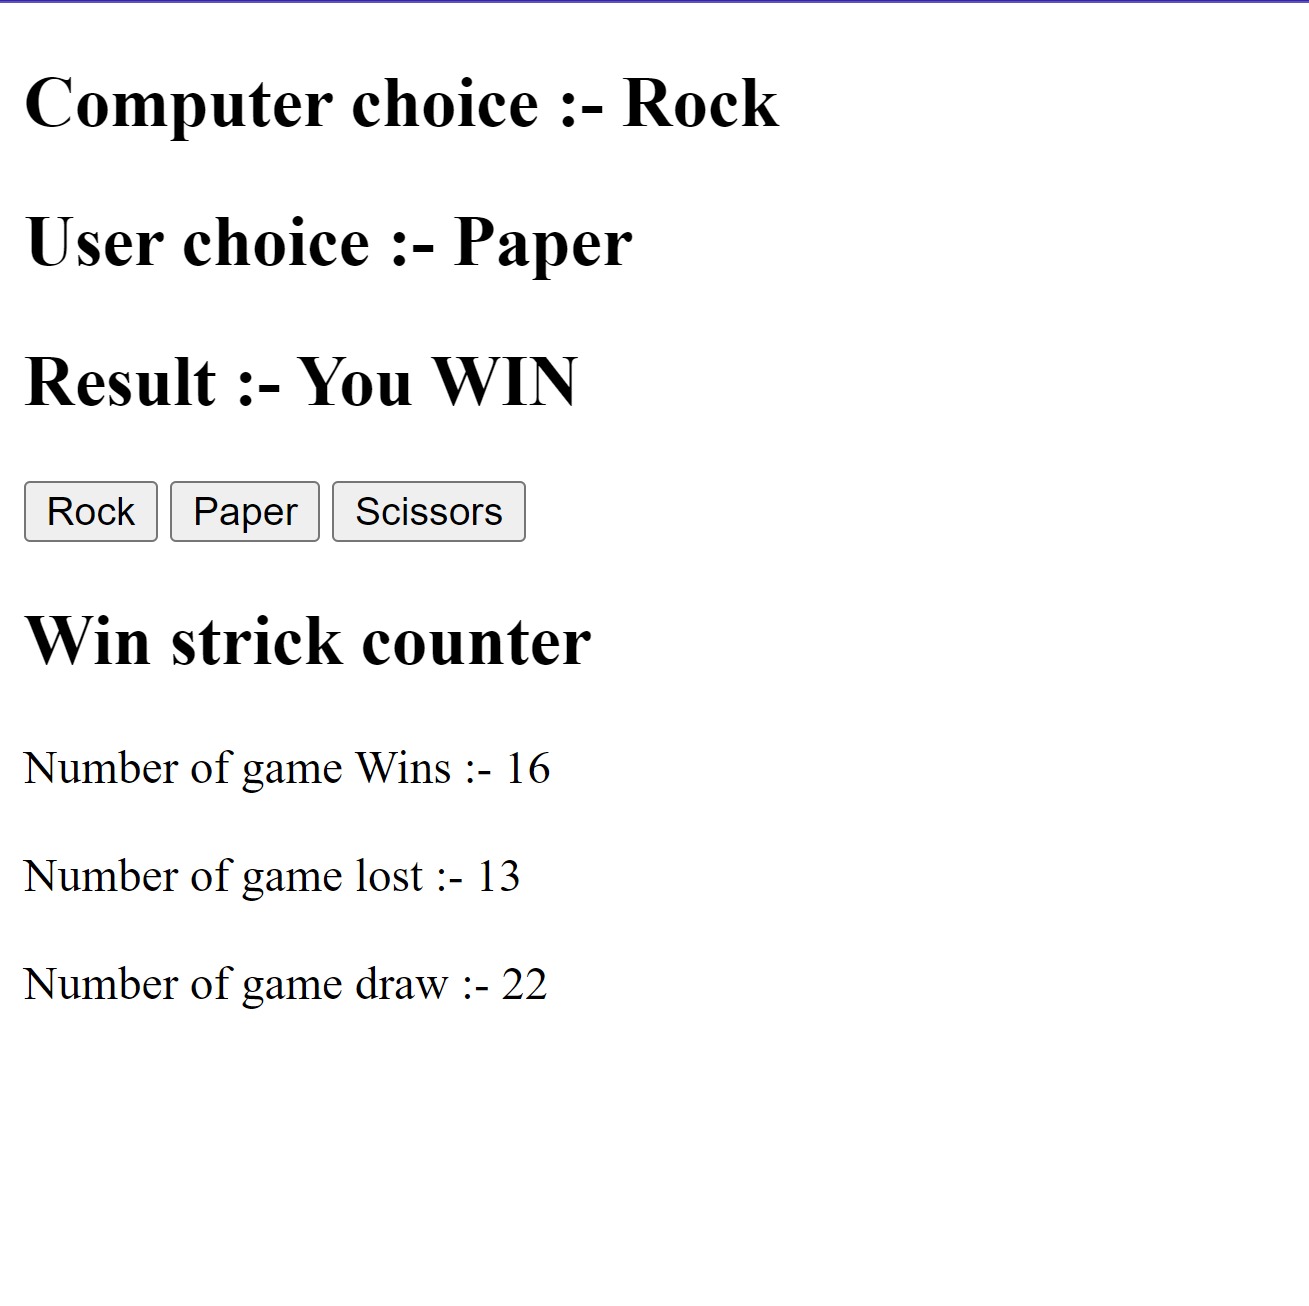 Computer choice :- Rock
User choice :- Paper
Result :- You WIN
Rock Paper Scissors
Win strick counter
Number of game Wins :- 16
Number of game lost :- 13
Number of game draw :- 22